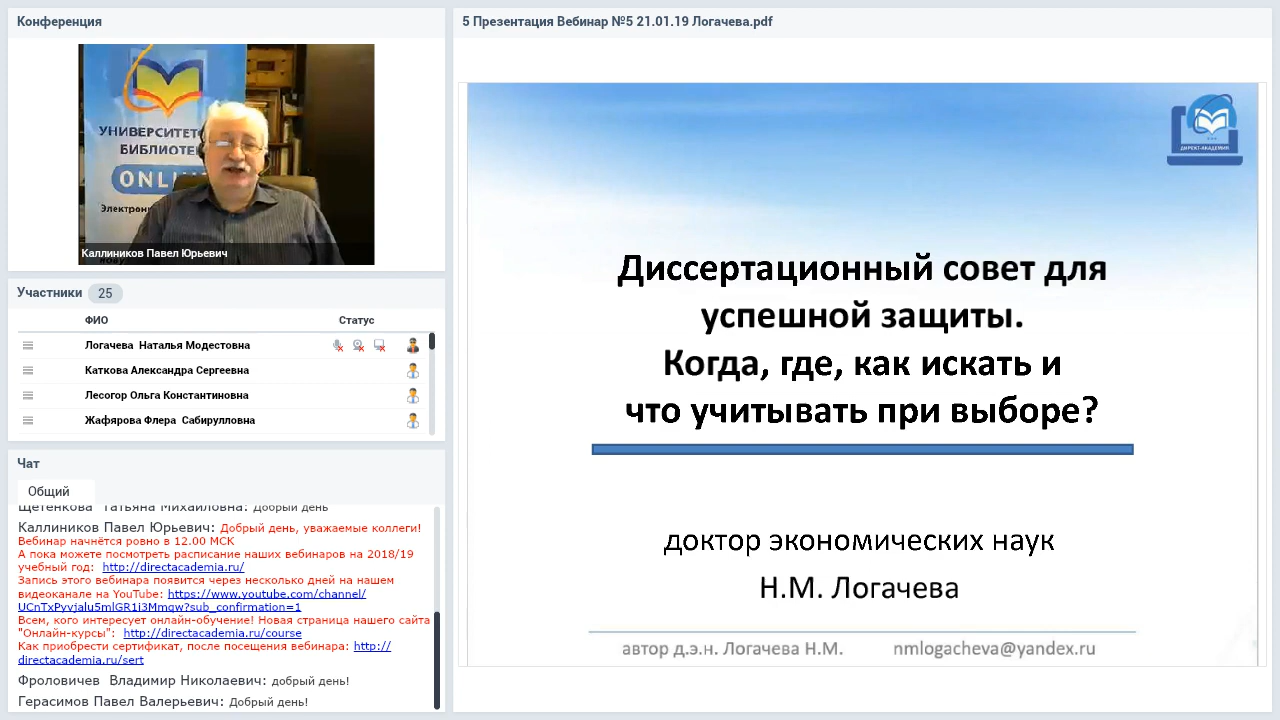 Конференция
УНИВЕРСИТЕТ
БИБЛИОТЕ
ONLI
Электронн
Каллиников Павел Юрьевич
Участники 25
ФИО Статус
Логачева Наталья Модестовна
Каткова Александра Сергеевна
Лесогор Ольга Константиновна
Жафярова Флера Сабирулловна
Чат
Общий
Щетенкова Татьяна Михайловна: Добрый день
Каллиников Павел Юрьевич: Добрый день, уважаемые коллеги!
Вебинар начнётся ровно в 12.00 МСК
А пока можете посмотреть расписание наших вебинаров на 2018/19
учебный год: http://directacademia.ru/
Запись этого вебинара появится через несколько дней на нашем
видеоканале на YouTube: https://www.youtube.com/channel/
UCnTxPyvjalu5mlGR1i3Mmqw?sub_confirmation=1
Всем, кого интересует онлайн-обучение! Новая страница нашего сайта
"Онлайн-курсы": http://directacademia.ru/course
Как приобрести сертификат, после посещения вебинара: http://
directacademia.ru/sert
Фроловичев Владимир Николаевич: добрый день!
Герасимов Павел Валерьевич: Добрый день!
5 Презентация Вебинар №5 21.01.19 Логачева.pdf
ДИРЕКТ-АКАДЕМИЯ
Диссертационный совет для
успешной защиты.
Когда, где, как искать и
что учитывать при выборе?
доктор экономических наук
Н.М. Логачева
автор д.э.н. Логачева Н.М. nmlogacheva@yandex.ru